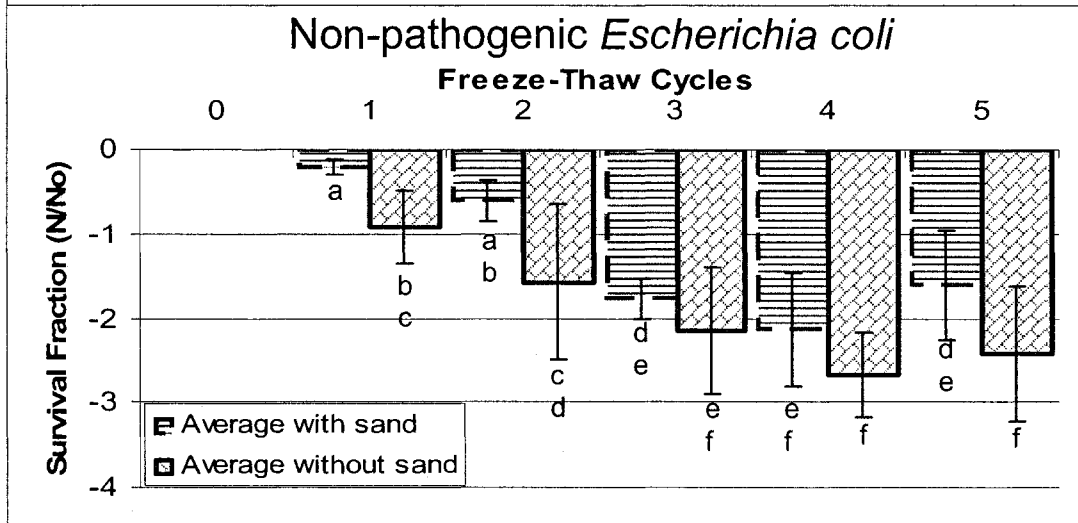 Non-pathogenic Escherichia coli
Freeze-Thaw Cycles
0 1 2 3 4 5
0
-1
-2
-3
-4
Survival Fraction (N/No)
a
b
c
a
b
c
d
d
e
e
f
e
f
f
d
e
f
Average with sand
Average without sand